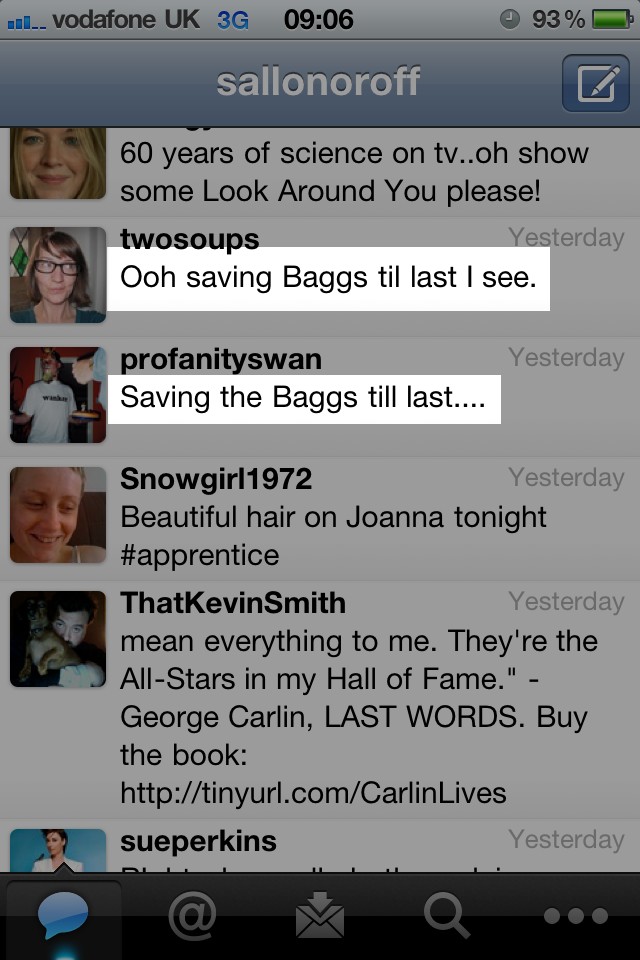 vodafone UK 3G 09:06 93%
sallonoroff
60 years of science on tv..oh show
some Look Around You please!
twosoups Yesterday
Ooh saving Baggs til last I see.
profanityswan Yesterday
Saving the Baggs till last....
Snowgirl1972 Yesterday
Beautiful hair on Joanna tonight
#apprentice
ThatKevinSmith Yesterday
mean everything to me. They're the
All-Stars in my Hall of Fame." -
George Carlin, LAST WORDS. Buy
the book:
http://tinyurl.com/CarlinLives
sueperkins Yesterday
@